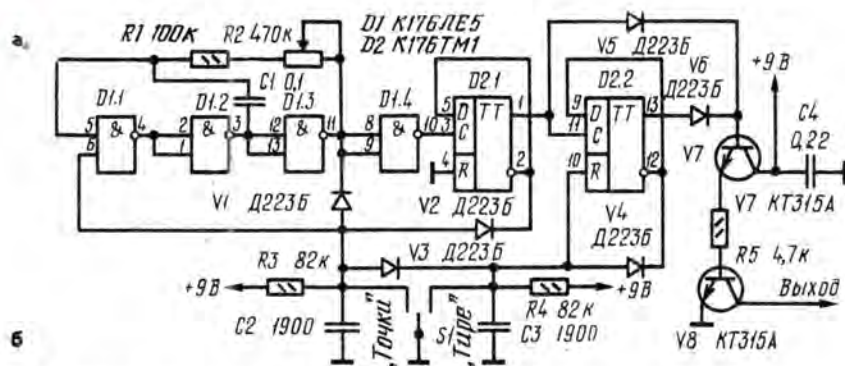 а.
R1 100к R2 470к
D1 К176ЛЕ5
D2 К176ТМ1
C1 0,1
V5 Д223Б
V6
Д223Б
+9 В
C4
0,22
D1.1 D1.2 D1.3 D1.4 D2.1 D2.2
5 & 4
6
2 & 3
1
12 & 11
13
8 & 10
9
5 D TT 1
3 C
4 R 2
9 D TT 13
11 C
10 R 12
V7
V7 КТ315А
V1 Д223Б
V2 Д223Б
V3 Д223Б
V4
Д223Б
R3 82к
+9 В
R4 82к
+9 В
R5 4,7к
Выход
C2 1900
"Точки"
S1
"Тире"
C3 1900
V8 КТ315А
б